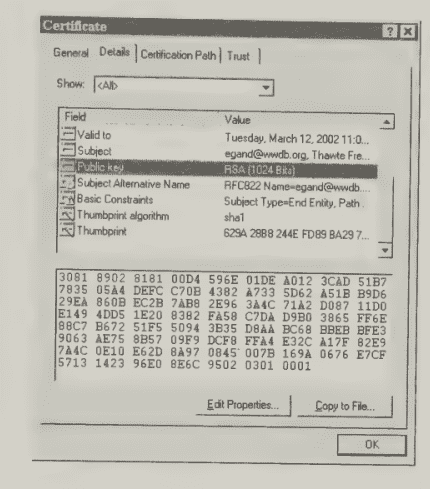 Certificate
General Details Certification Path Trust
Show: <All>
Field Value
Valid to Tuesday, March 12, 2002 11:0...
Subject egand@wwdb.org, Thawte Fre...
Public key RSA (1024 Bits)
Subject Alternative Name RFC822 Name=egand@wwdb....
Basic Constraints Subject Type=End Entity, Path
Thumbprint algorithm sha1
Thumbprint 629A 28B8 244E FD89 BA29 7...
3081 8902 8181 00D4 596E 01DE A012 3CAD 51B7
7835 05A4 DEFC C70B 4382 A733 5D62 A51B B9D6
29EA 860B EC2B 7AB8 2E96 3A4C 71A2 D087 11D0
E149 4DD5 1E20 8382 FA58 C7DA D9B0 3865 FF6E
88C7 B672 51F5 5094 3B35 D8AA BC68 BBEB BFE3
9063 AE75 8B57 09F9 DCF8 FFA4 E32C A17F 82E9
7A4C 0E10 E62D 8A97 0845 007B 169A 0676 E7CF
5713 1423 96E0 8E6C 9502 0301 0001
Edit Properties... Copy to File...
OK